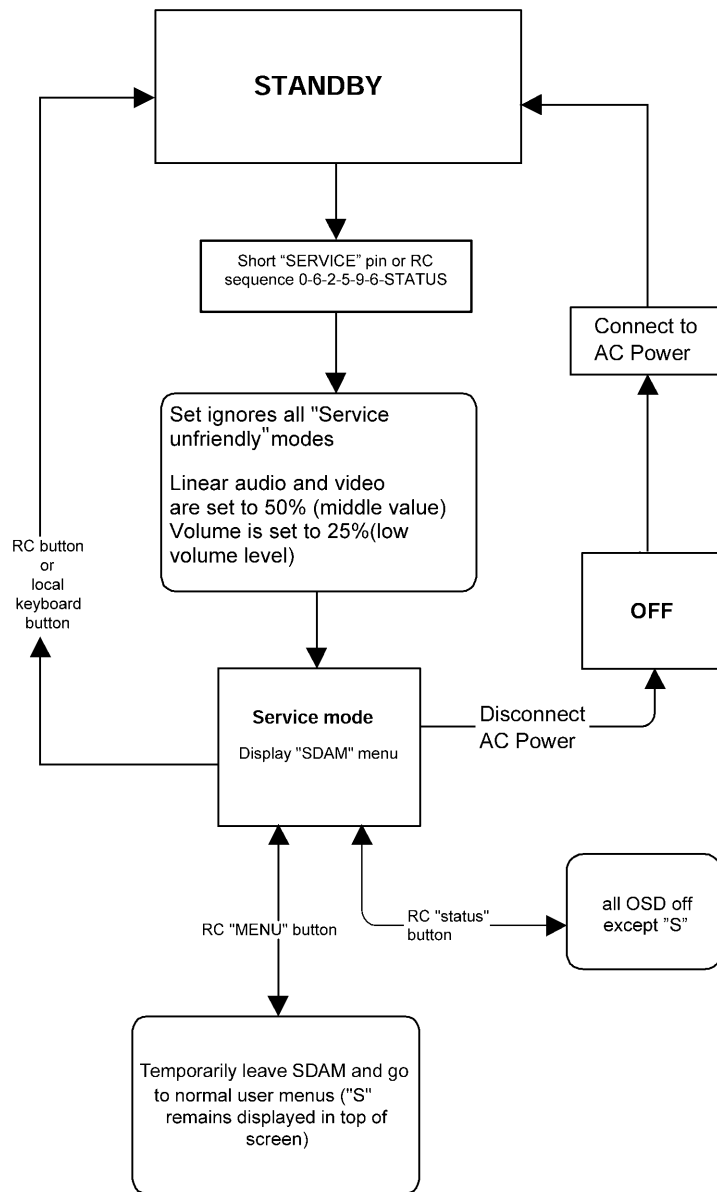 STANDBY
Short “SERVICE” pin or RC
sequence 0-6-2-5-9-6-STATUS
Connect to
AC Power
Set ignores all "Service
unfriendly" modes
Linear audio and video
are set to 50% (middle value)
Volume is set to 25%(low
volume level)
RC button
or
local
keyboard
button
OFF
Service mode
Display "SDAM" menu
Disconnect
AC Power
RC "MENU" button
RC "status"
button
all OSD off
except ”S”
Temporarily leave SDAM and go
to normal user menus ("S"
remains displayed in top of
screen)